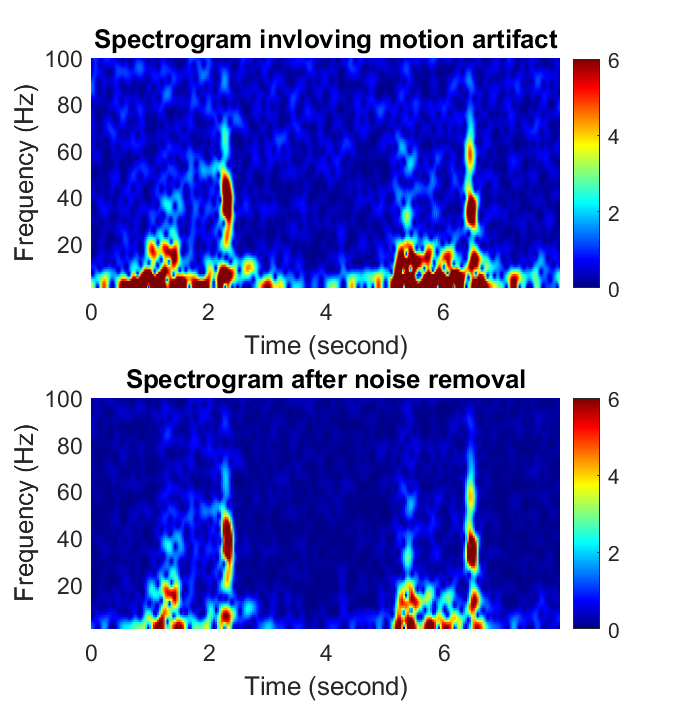 Spectrogram invloving motion artifact
100
80
60
40
20
Frequency (Hz)
0 2 4 6
Time (second)
6
4
2
0
Spectrogram after noise removal
100
80
60
40
20
Frequency (Hz)
0 2 4 6
Time (second)
6
4
2
0